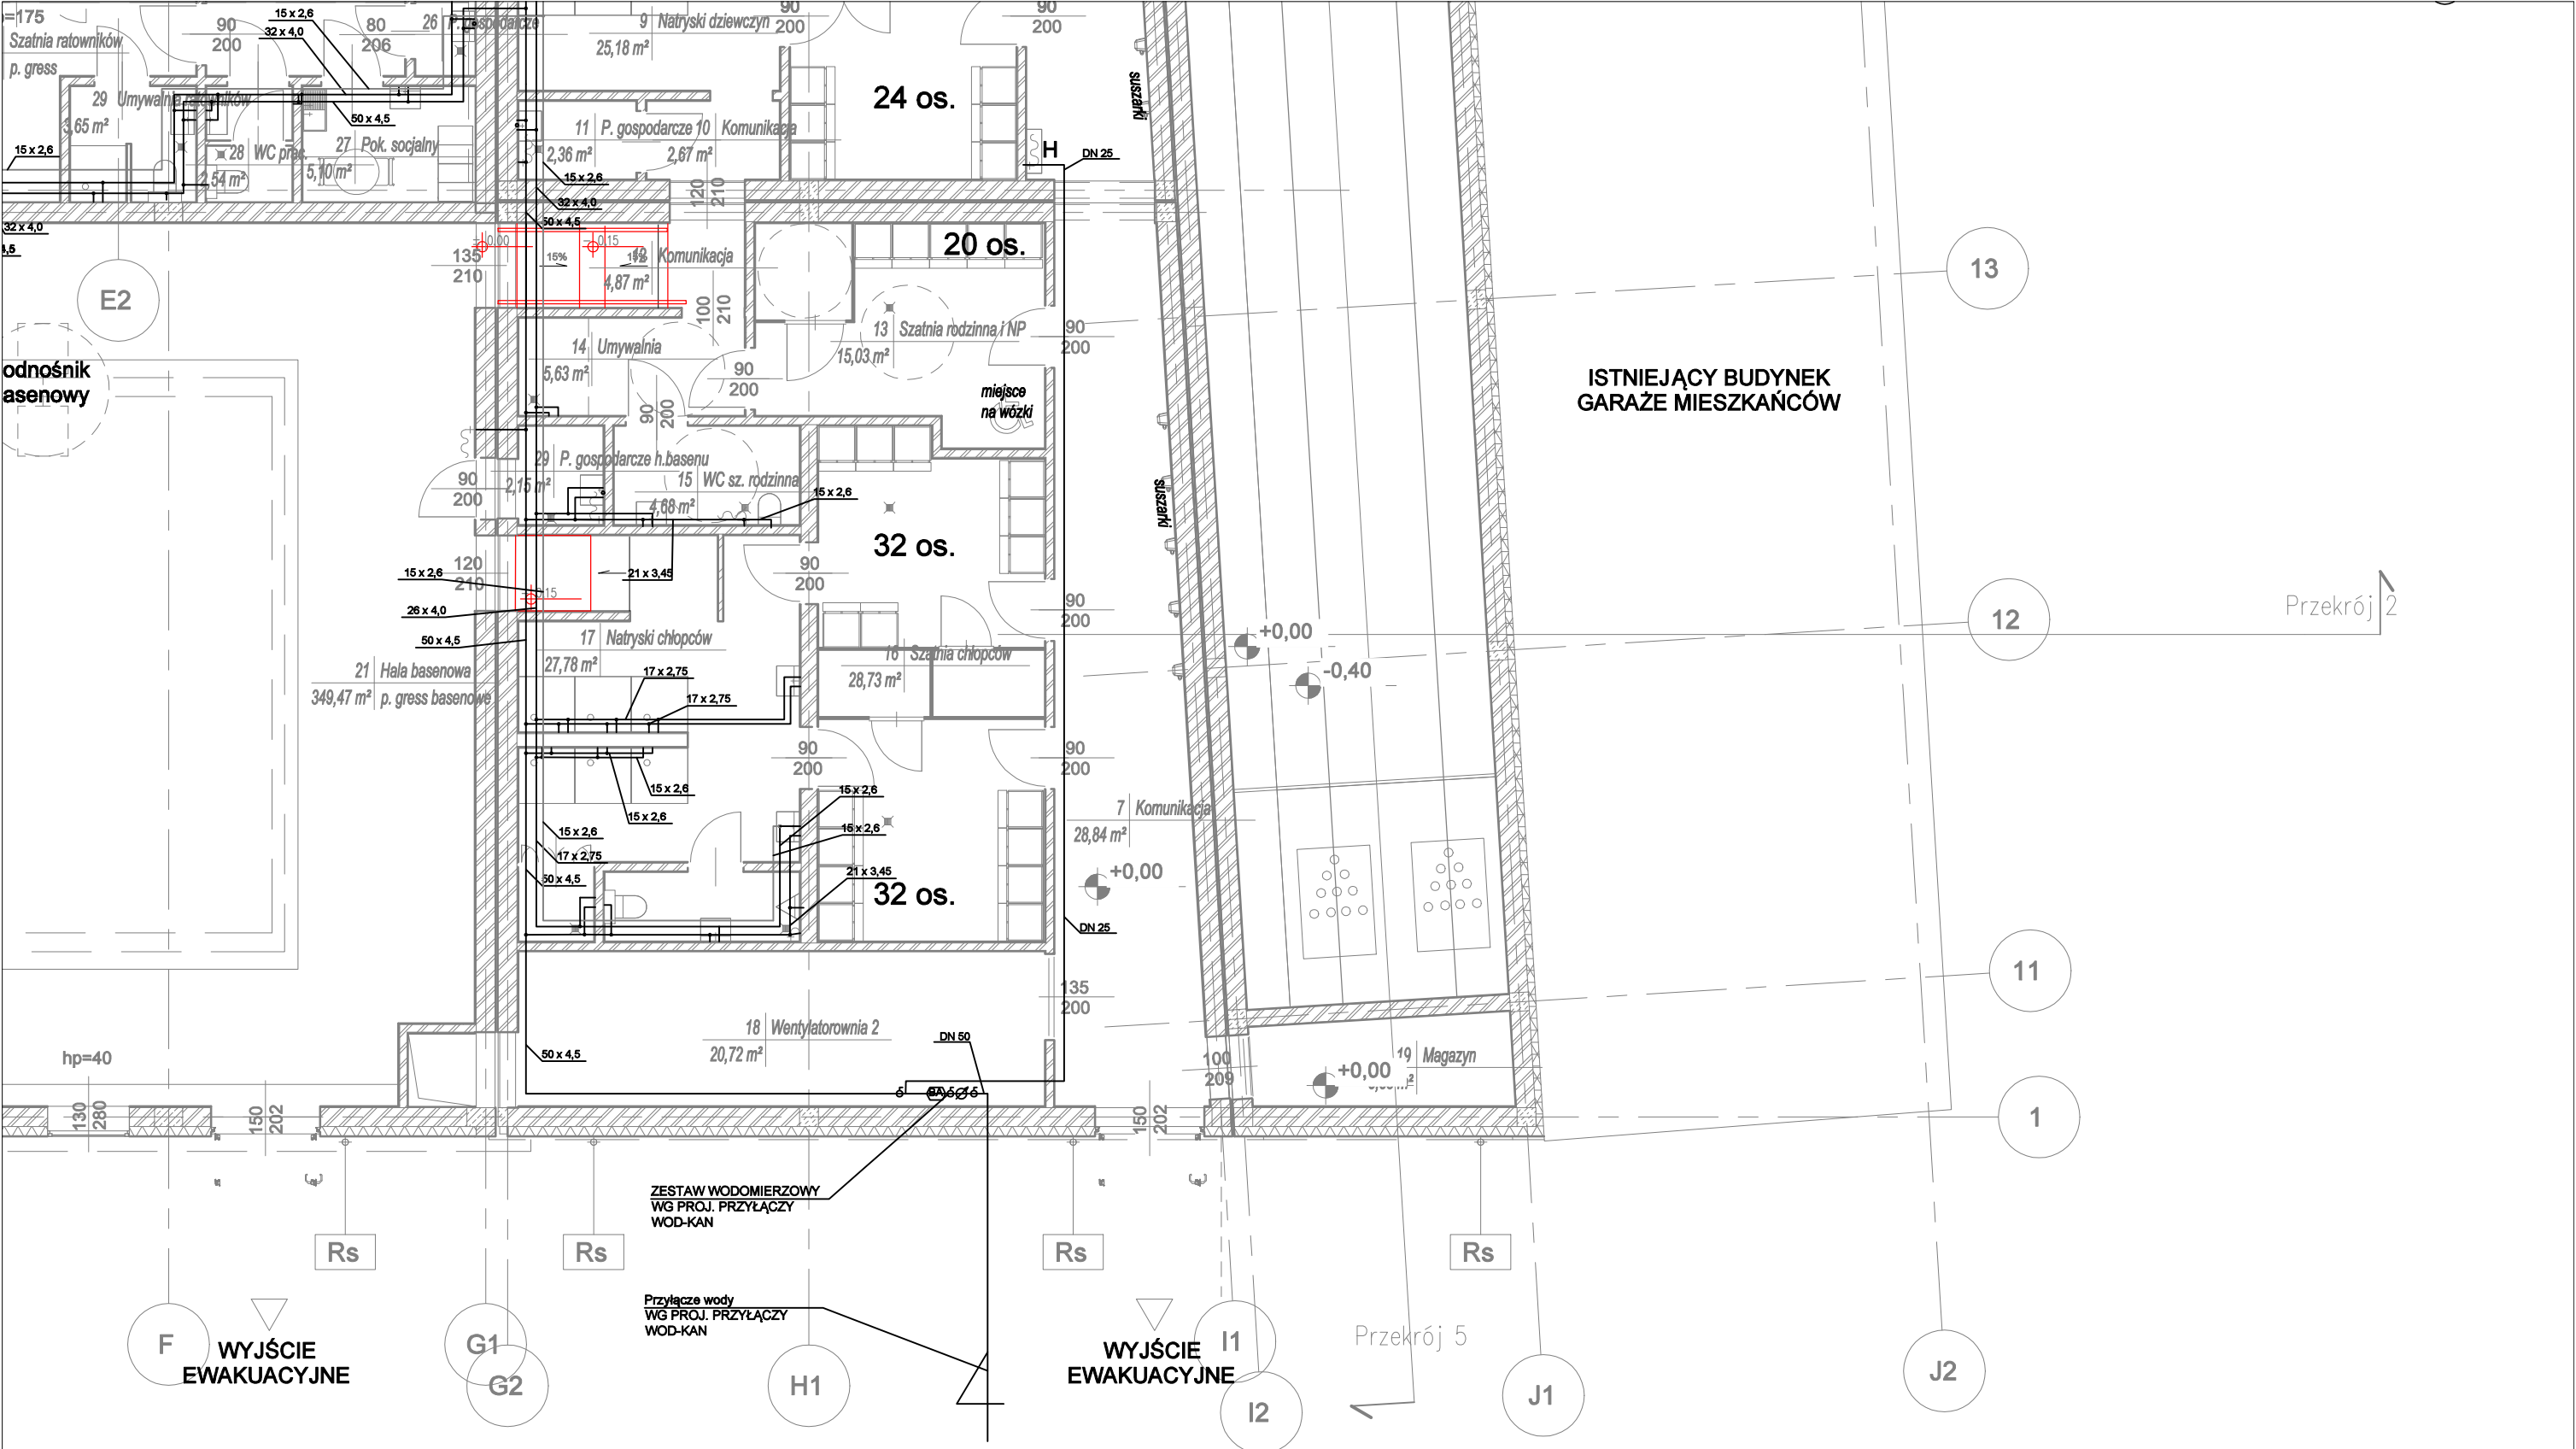 =175
Szatnia ratowników
p. gress
15 x 2,6
32 x 4,0
90
200
80
206
26 P. gospodarcze
9 Natryski dziewczyn
25,18 m²
90
200
90
200
29 Umywalnia ratowników
3,65 m²
15 x 2,6
50 x 4,5
28 WC prac.
2,54 m²
27 Pok. socjalny
5,10 m²
11 P. gospodarcze
2,36 m²
10 Komunikacja
2,67 m²
24 os.
suszarki
H
DN 25
15 x 2,6
32 x 4,0
50 x 4,5
120
210
32 x 4,0
4,5
E2
135
210
0.00
0.15
15%
15%
12 Komunikacja
4,87 m²
100
210
20 os.
13 Szatnia rodzinna i NP
15,03 m²
90
200
13
14 Umywalnia
5,63 m²
90
200
90
200
miejsce
na wózki
odnośnik
asenowy
ISTNIEJĄCY BUDYNEK
GARAŻE MIESZKAŃCÓW
29 P. gospodarcze h.basenu
2,15 m²
90
200
15 WC sz. rodzinna
4,68 m²
15 x 2,6
suszarki
32 os.
120
210
15 x 2,6
0.15
21 x 3,45
90
200
26 x 4,0
50 x 4,5
90
200
17 Natryski chłopców
27,78 m²
16 Szatnia chłopców
28,73 m²
+0,00
-0,40
12
Przekrój 2
21 Hala basenowa
349,47 m² p. gress basenowe
17 x 2,75
17 x 2,75
90
200
90
200
15 x 2,6
15 x 2,6
15 x 2,6
15 x 2,6
15 x 2,6
17 x 2,75
50 x 4,5
21 x 3,45
32 os.
7 Komunikacja
28,84 m²
+0,00
DN 25
11
135
200
18 Wentylatorownia 2
20,72 m²
DN 50
50 x 4,5
BA
hp=40
100
209
19 Magazyn
+0,00
130
280
150
202
150
202
1
ZESTAW WODOMIERZOWY
WG PROJ. PRZYŁĄCZY
WOD-KAN
Rs
Rs
Rs
Rs
Przyłącze wody
WG PROJ. PRZYŁĄCZY
WOD-KAN
F
WYJŚCIE
EWAKUACYJNE
G1
G2
H1
WYJŚCIE
EWAKUACYJNE
I1
I2
Przekrój 5
J1
J2